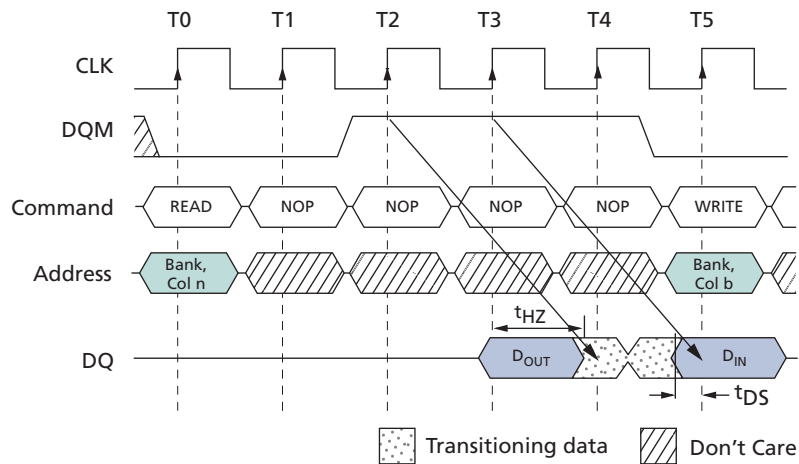 T0 T1 T2 T3 T4 T5
CLK
DQM
Command READ NOP NOP NOP NOP WRITE
Address Bank, Col n Bank, Col b
tHZ
DQ DOUT DIN
tDS
Transitioning data Don't Care